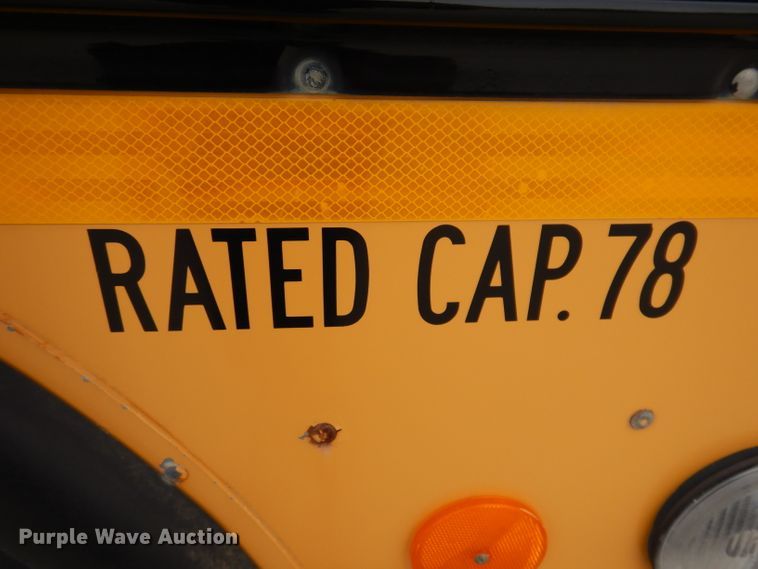 RATED CAP. 78
Purple Wave Auction